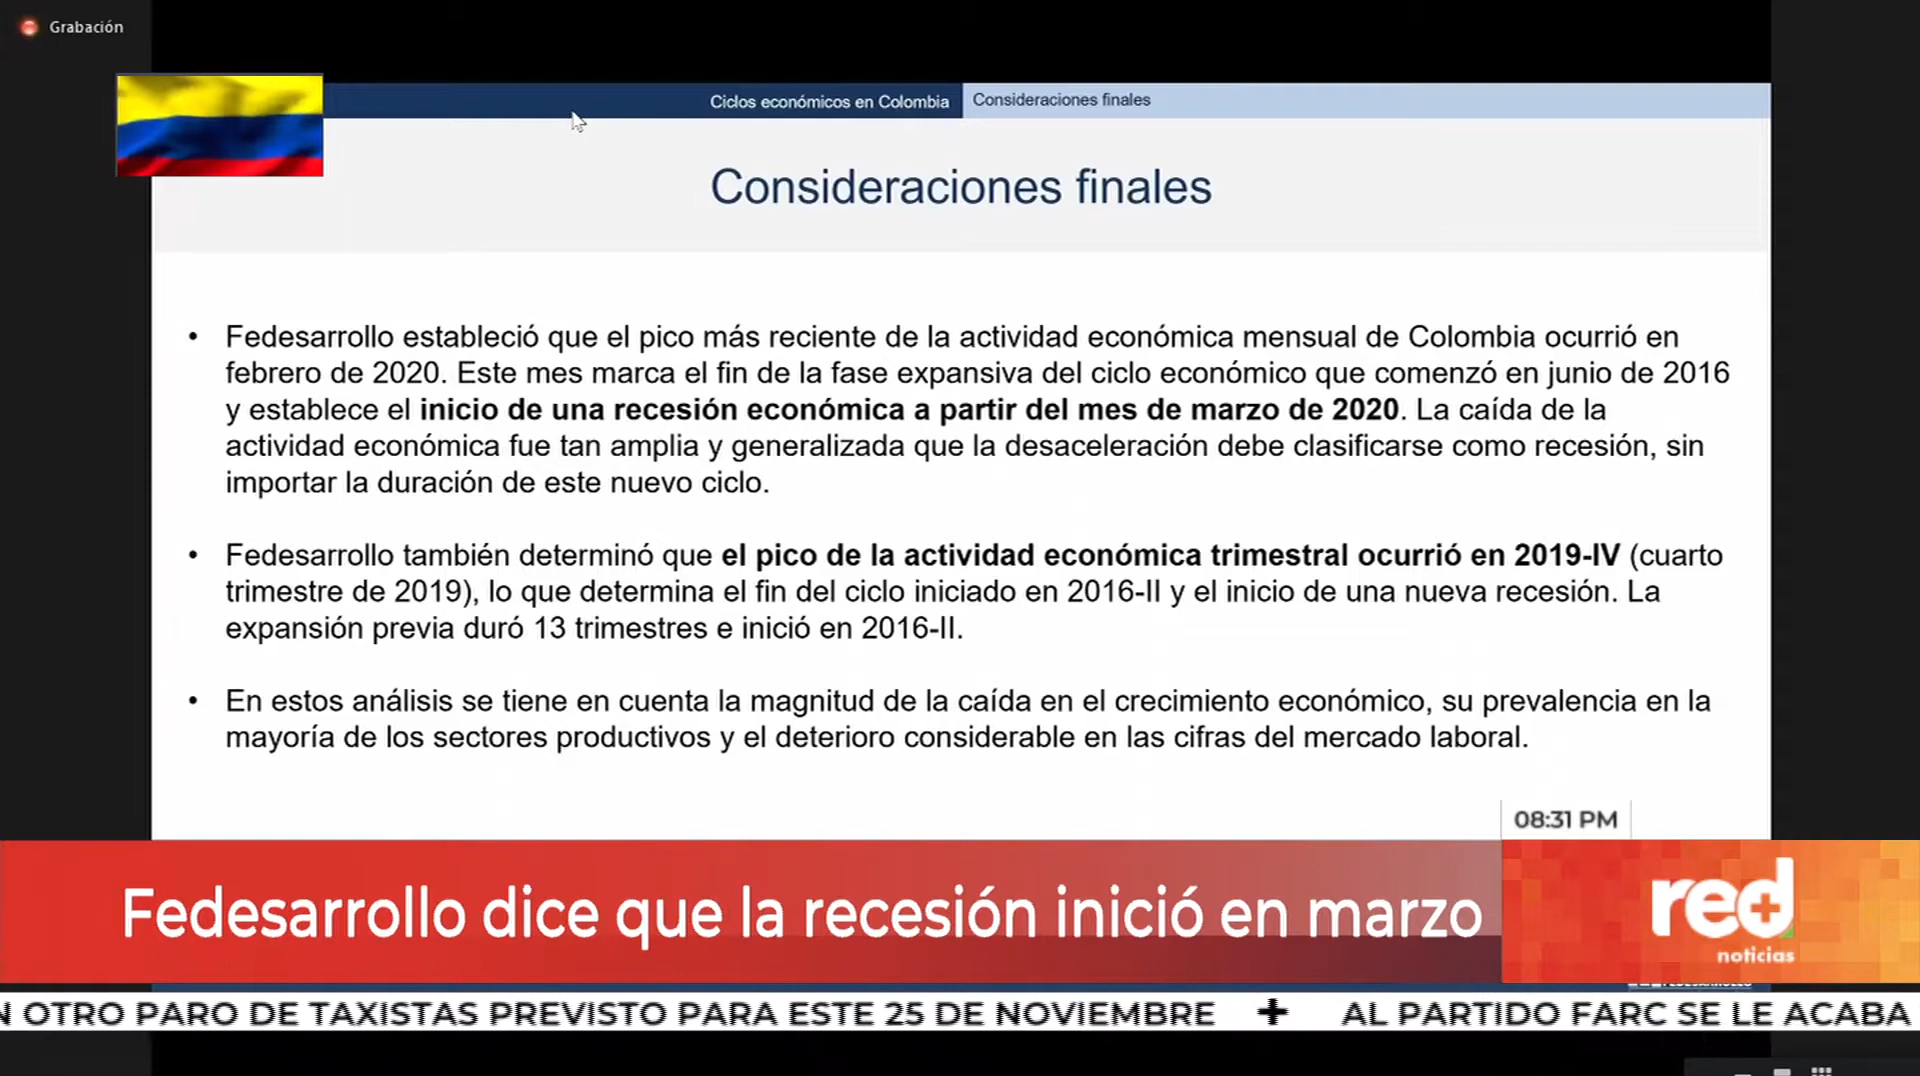 Grabación
Ciclos económicos en Colombia
Consideraciones finales
Consideraciones finales
• Fedesarrollo estableció que el pico más reciente de la actividad económica mensual de Colombia ocurrió en
febrero de 2020. Este mes marca el fin de la fase expansiva del ciclo económico que comenzó en junio de 2016
y establece el inicio de una recesión económica a partir del mes de marzo de 2020. La caída de la
actividad económica fue tan amplia y generalizada que la desaceleración debe clasificarse como recesión, sin
importar la duración de este nuevo ciclo.
• Fedesarrollo también determinó que el pico de la actividad económica trimestral ocurrió en 2019-IV (cuarto
trimestre de 2019), lo que determina el fin del ciclo iniciado en 2016-II y el inicio de una nueva recesión. La
expansión previa duró 13 trimestres e inició en 2016-II.
• En estos análisis se tiene en cuenta la magnitud de la caída en el crecimiento económico, su prevalencia en la
mayoría de los sectores productivos y el deterioro considerable en las cifras del mercado laboral.
08:31 PM
Fedesarrollo dice que la recesión inició en marzo
red+
noticias
OTRO PARO DE TAXISTAS PREVISTO PARA ESTE 25 DE NOVIEMBRE + AL PARTIDO FARC SE LE ACABA